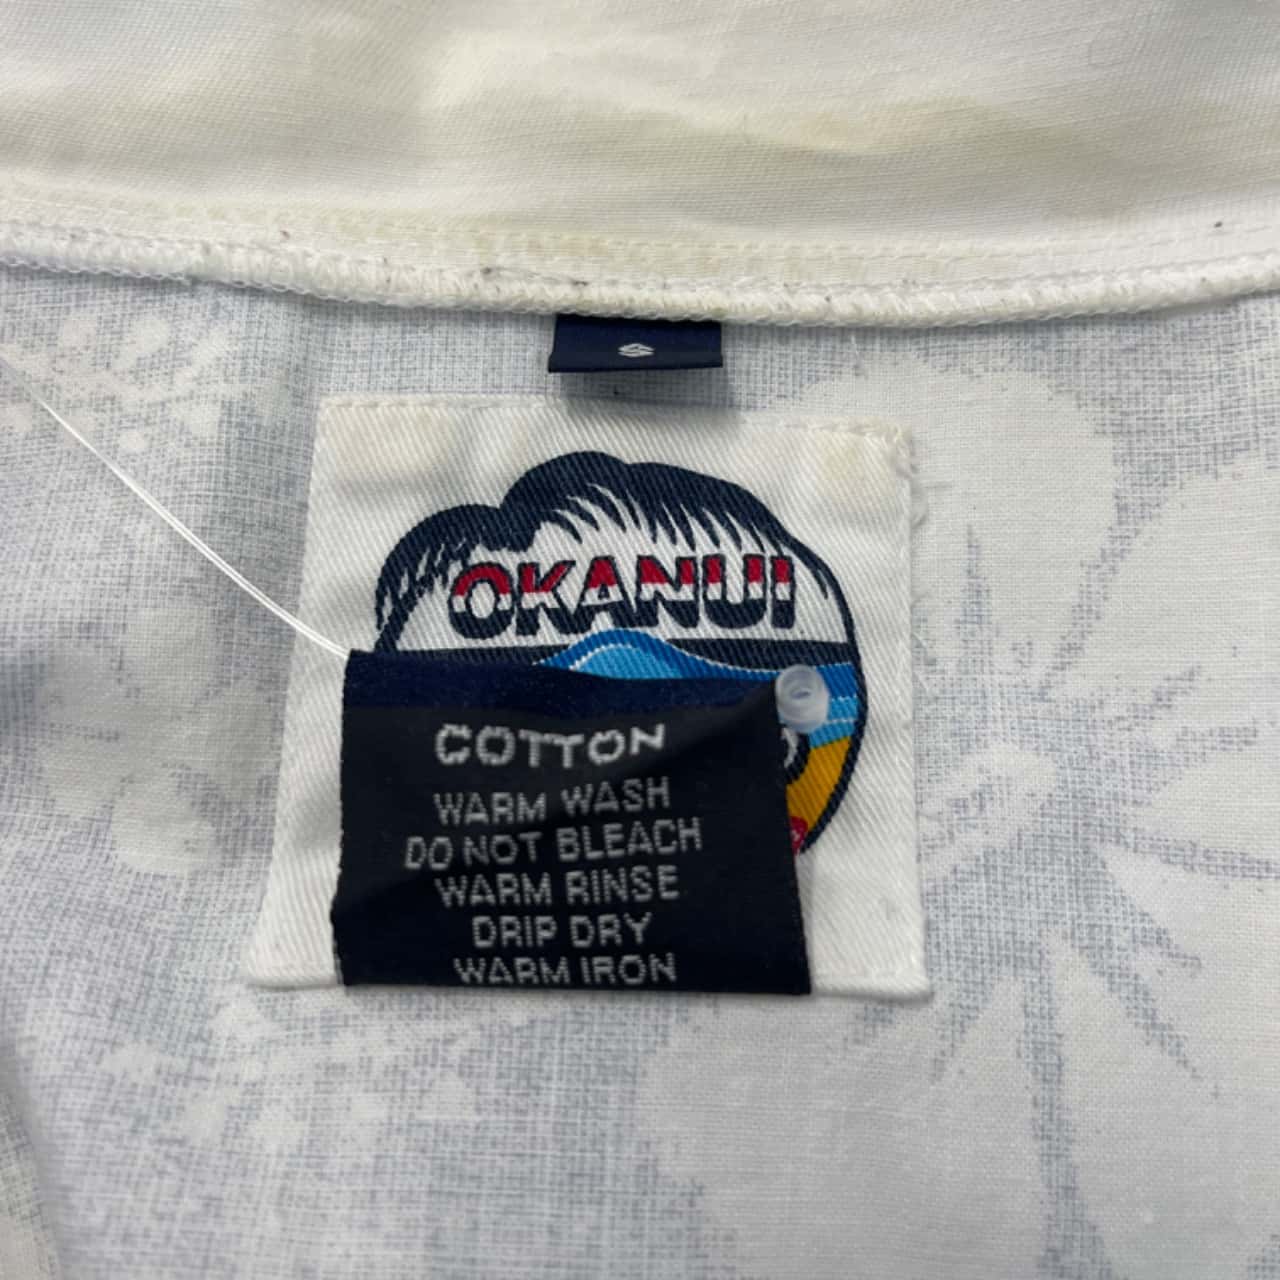 OKANUI
COTTON
WARM WASH
DO NOT BLEACH
WARM RINSE
DRIP DRY
WARM IRON